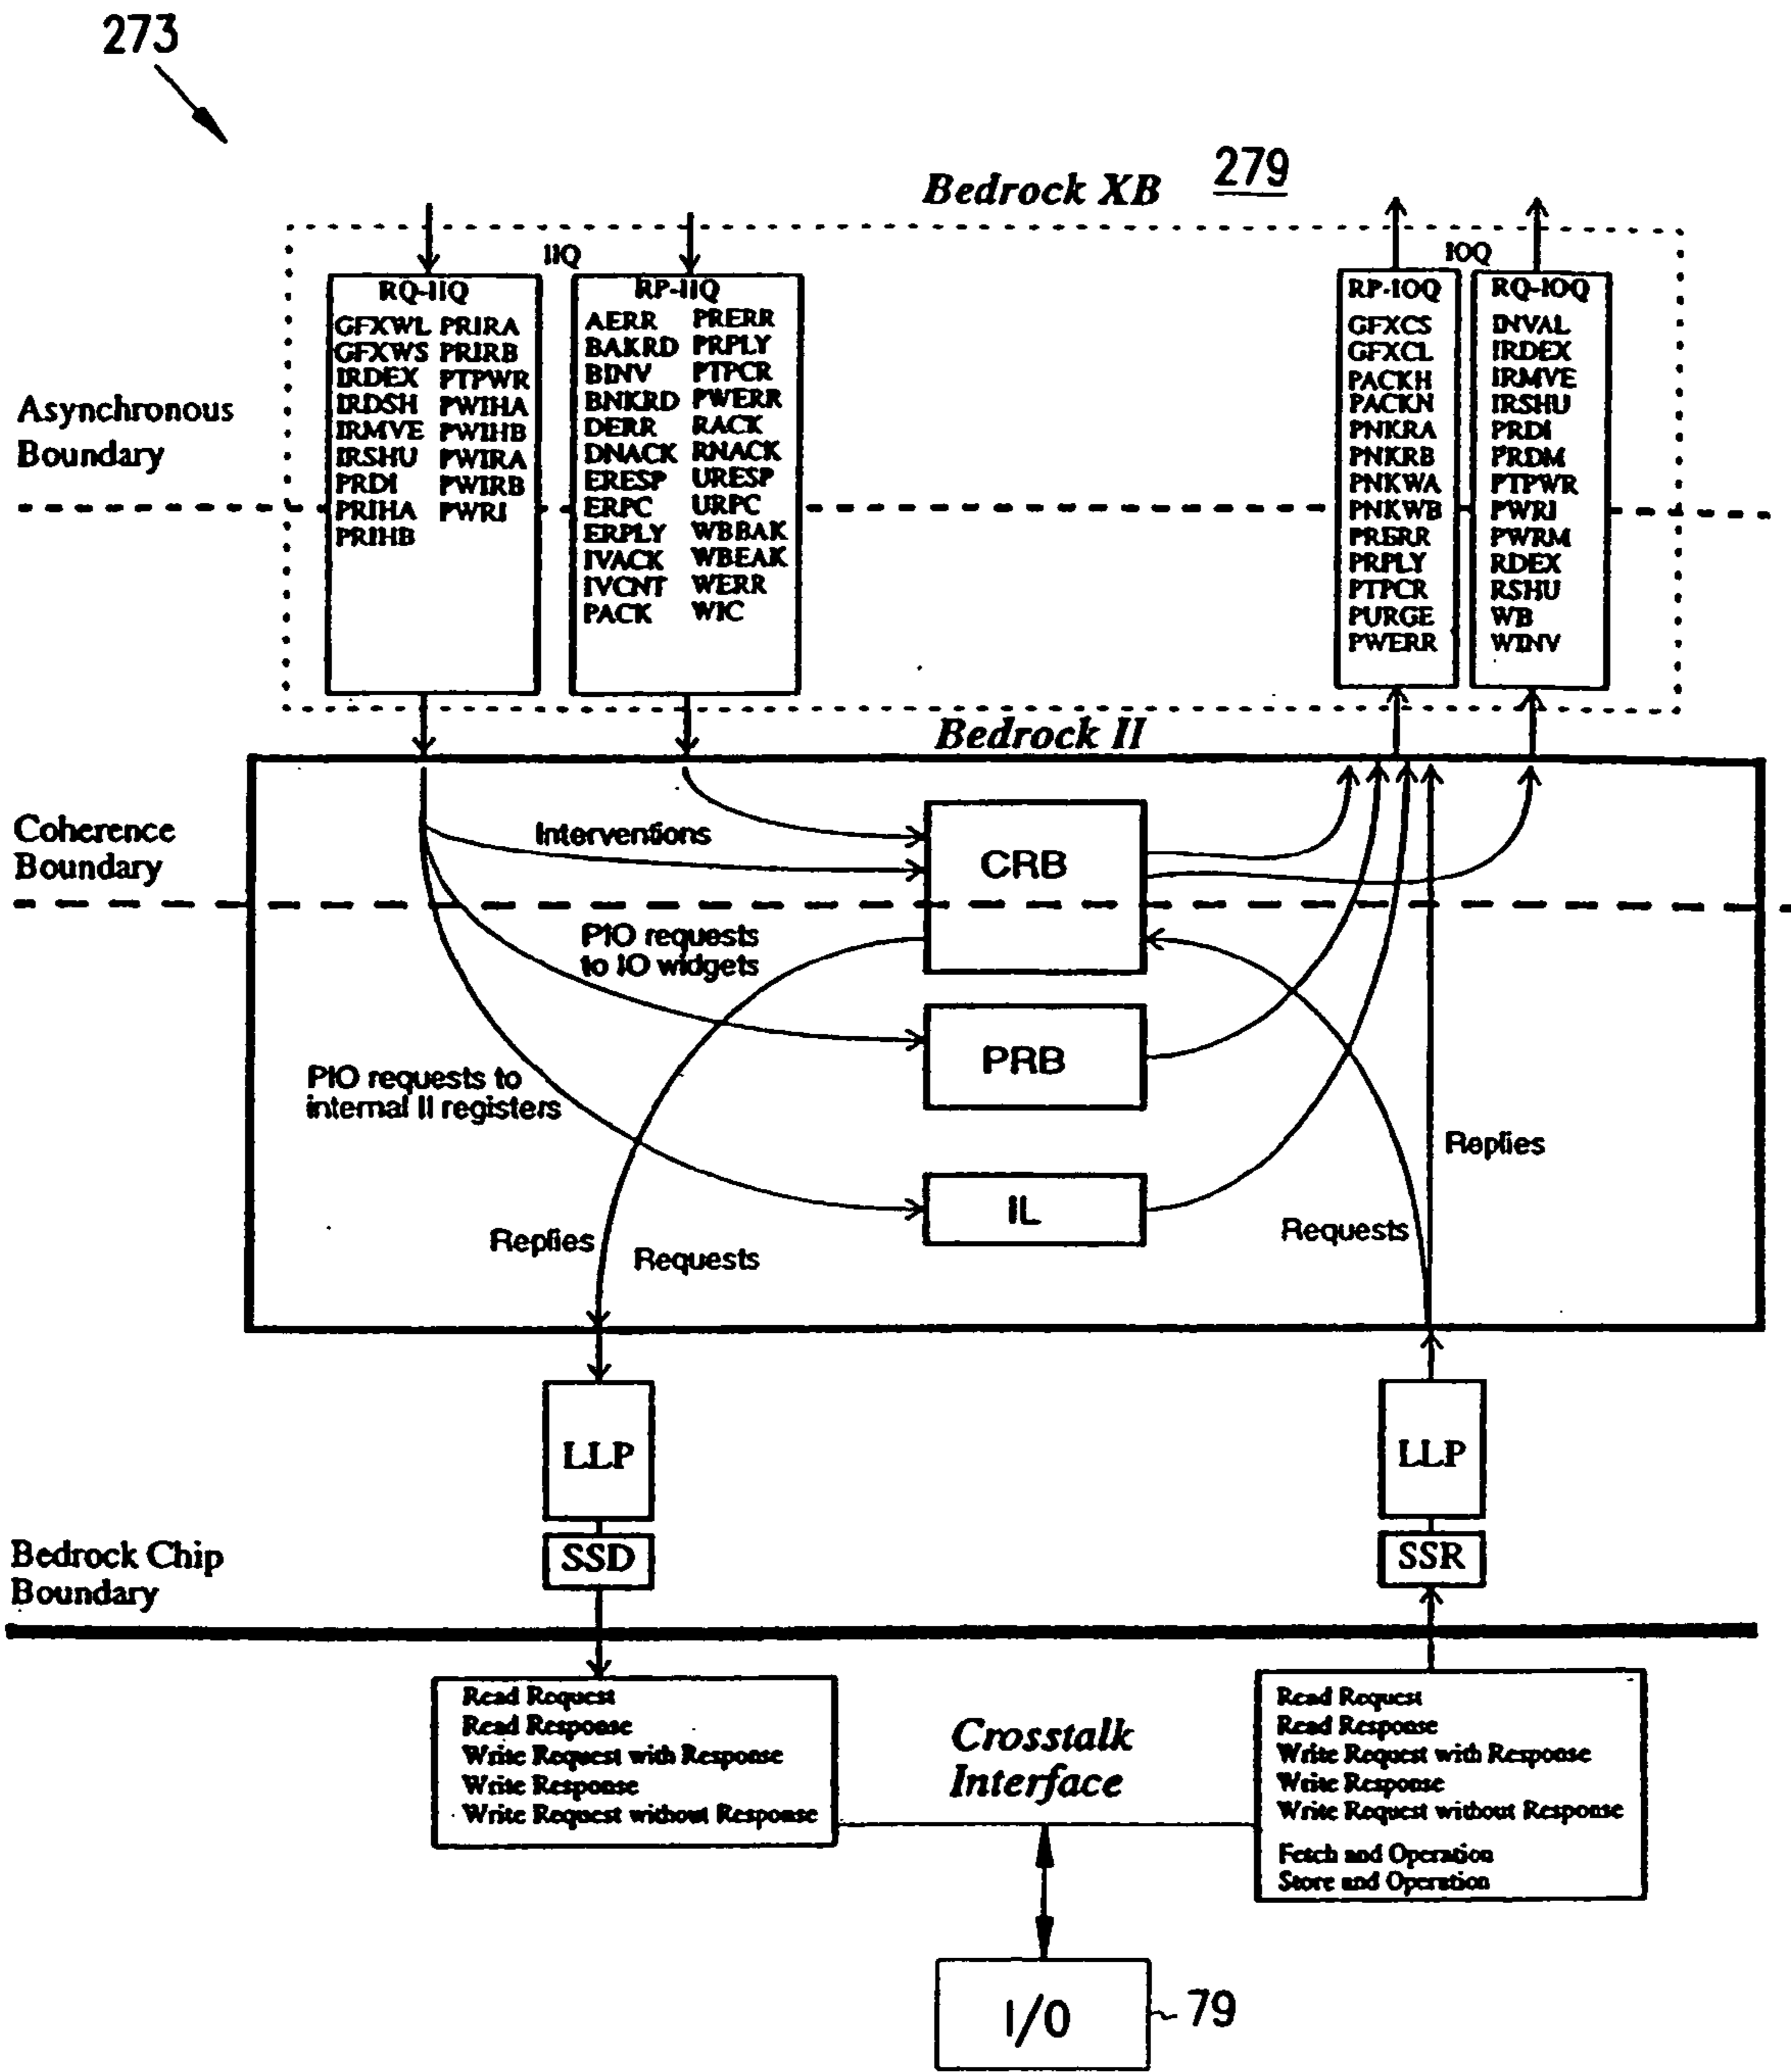 273
Bedrock XB 279
IIQ
IOQ
RQ-IIQ
GFXWL PRIRA
GFXWS PRIRB
IRDEX PTPWR
IRDSH PWIHA
IRMVE PWIHB
IRSHU PWIRA
PRDI PWIRB
PRIHA PWRI
PRIHB
RP-IIQ
AERR PRERR
BAKRD PRPLY
BINV PTPCR
BNKRD PWERR
DERR RACK
DNACK RNACK
ERESP URESP
ERPC URPC
ERPLY WBBAK
IVACK WBEAK
IVCNT WERR
PACK WIC
RP-IOQ
GFXCS
GFXCL
PACKH
PACKN
PNKRA
PNKRB
PNKWA
PNKWB
PRERR
PRPLY
PTPCR
PURGE
PWERR
RQ-IOQ
INVAL
IRDEX
IRMVE
IRSHU
PRDI
PRDM
PTPWR
PWRI
PWRM
RDEX
RSHU
WB
WINV
Asynchronous
Boundary
Bedrock II
Coherence
Boundary
Interventions
CRB
PIO requests
to IO widgets
PRB
PIO requests to
internal II registers
IL
Replies
Requests
Replies
Requests
LLP
LLP
SSD
SSR
Bedrock Chip
Boundary
Read Request
Read Response
Write Request with Response
Write Response
Write Request without Response
Crosstalk
Interface
Read Request
Read Response
Write Request with Response
Write Response
Write Request without Response
Fetch and Operation
Store and Operation
I/O
79